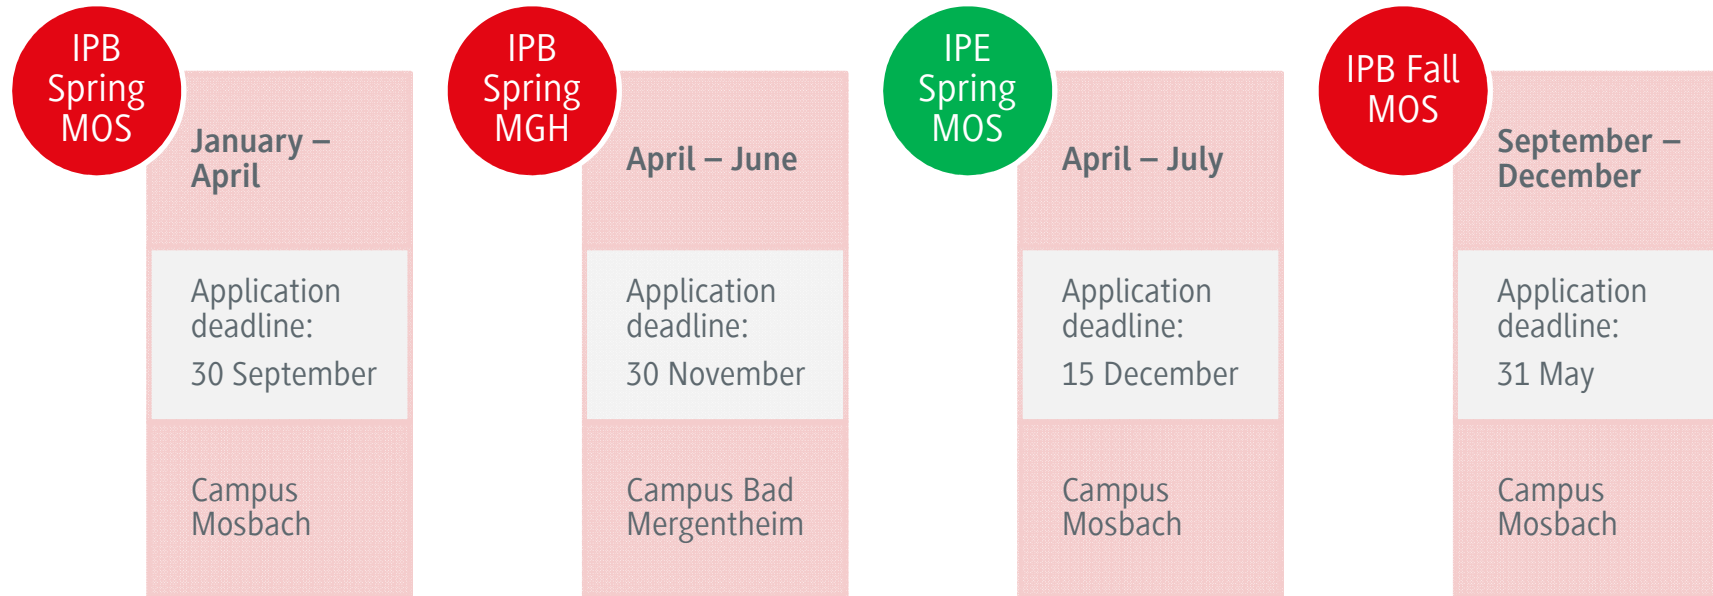 IPB
Spring
MOS
January –
April
Application
deadline:
30 September
Campus
Mosbach
IPB
Spring
MGH
April – June
Application
deadline:
30 November
Campus Bad
Mergentheim
IPE
Spring
MOS
April – July
Application
deadline:
15 December
Campus
Mosbach
IPB Fall
MOS
September –
December
Application
deadline:
31 May
Campus
Mosbach